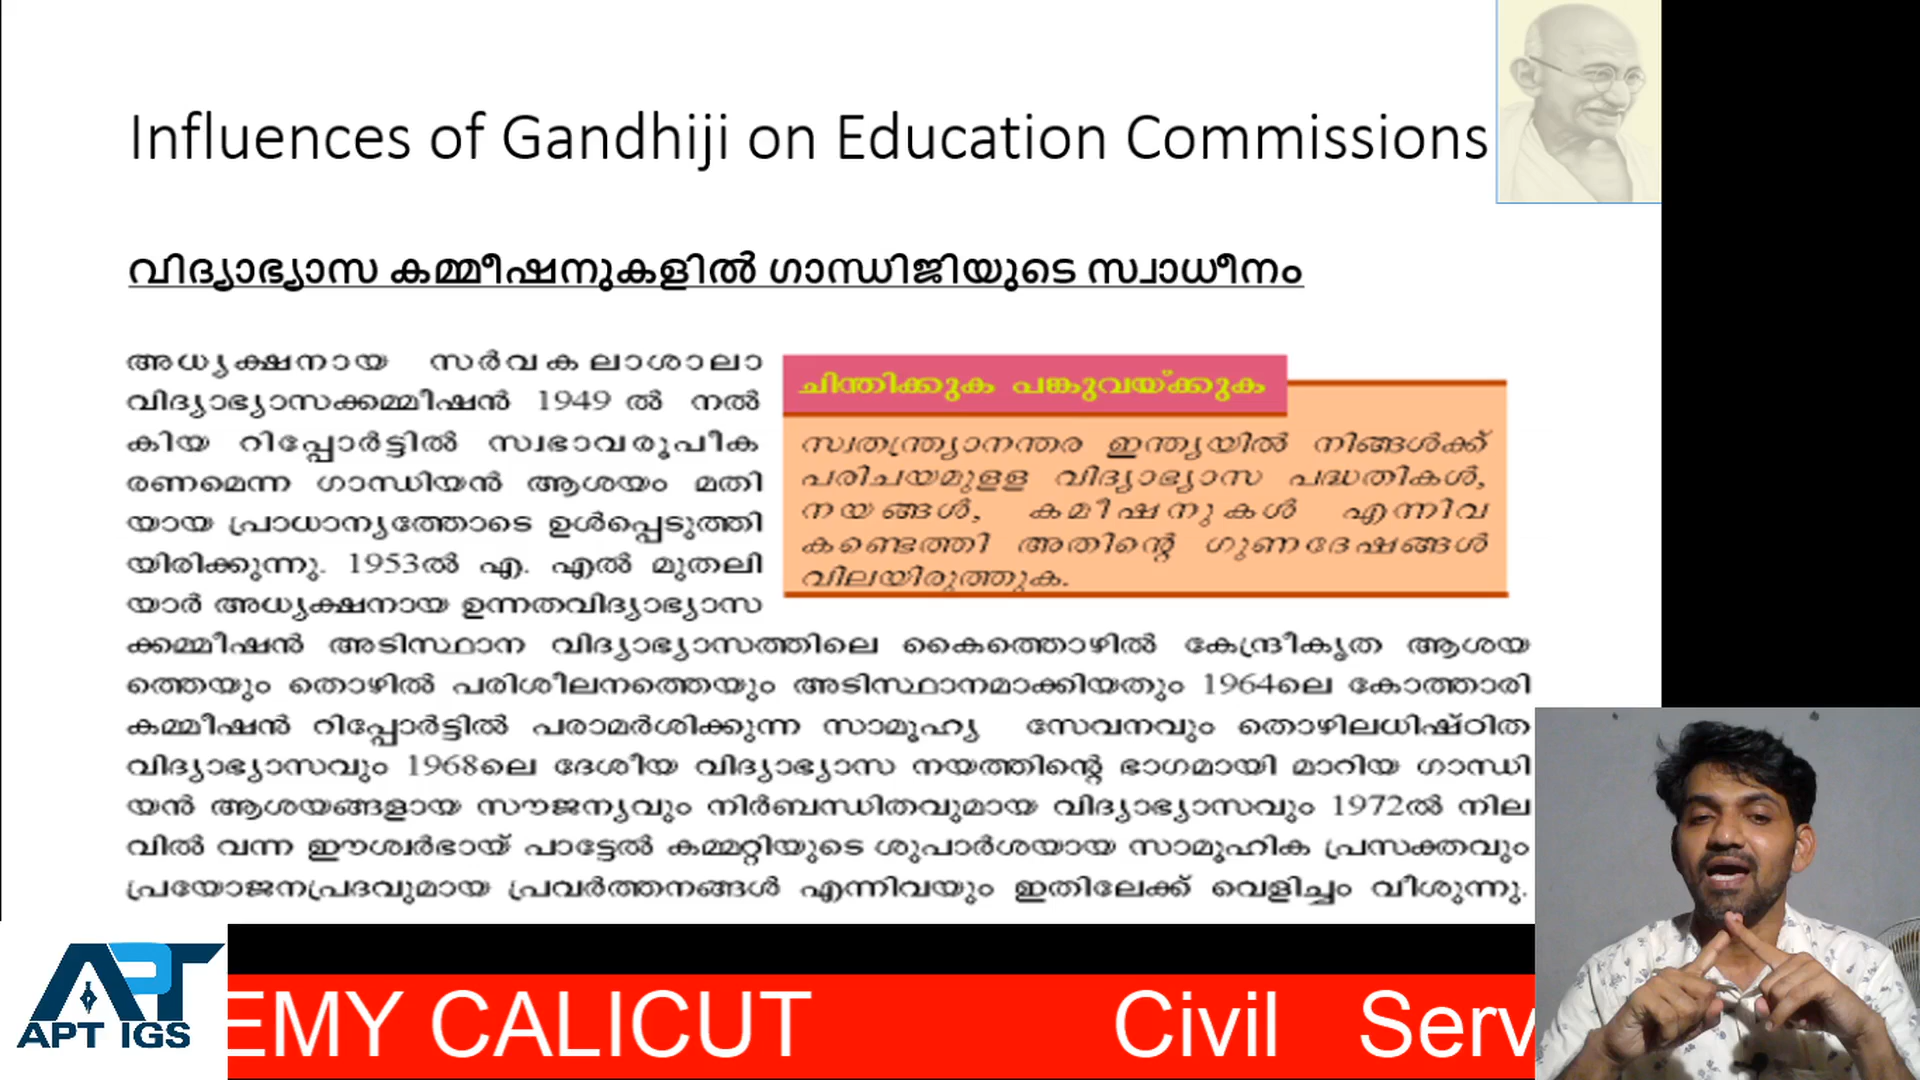 Influences of Gandhiji on Education Commissions
വിദ്യാഭ്യാസ കമ്മീഷനുകളിൽ ഗാന്ധിജിയുടെ സ്വാധീനം
അധ്യക്ഷനായ സർവകലാശാലാ
വിദ്യാഭ്യാസക്കമ്മീഷൻ 1949 ൽ നൽ
കിയ റിപ്പോർട്ടിൽ സ്വഭാവരൂപീക
രണമെന്ന ഗാന്ധിയൻ ആശയം മതി
യായ പ്രാധാന്യത്തോടെ ഉൾപ്പെടുത്തി
യിരിക്കുന്നു. 1953ൽ എ. എൽ മുതലി
യാർ അധ്യക്ഷനായ ഉന്നതവിദ്യാഭ്യാസ
ചിന്തിക്കുക പങ്കുവയ്ക്കുക
സ്വതന്ത്ര്യാനന്തര ഇന്ത്യയിൽ നിങ്ങൾക്ക്
പരിചയമുളള വിദ്യാഭ്യാസ പദ്ധതികൾ,
നയങ്ങൾ, കമീഷനുകൾ എന്നിവ
കണ്ടെത്തി അതിന്റെ ഗുണദോഷങ്ങൾ
വിലയിരുത്തുക.
ക്കമ്മീഷൻ അടിസ്ഥാന വിദ്യാഭ്യാസത്തിലെ കൈത്തൊഴിൽ കേന്ദ്രീകൃത ആശയ
ത്തെയും തൊഴിൽ പരിശീലനത്തെയും അടിസ്ഥാനമാക്കിയതും 1964ലെ കോത്താരി
കമ്മീഷൻ റിപ്പോർട്ടിൽ പരാമർശിക്കുന്ന സാമൂഹ്യ സേവനവും തൊഴിലധിഷ്ഠിത
വിദ്യാഭ്യാസവും 1968ലെ ദേശീയ വിദ്യാഭ്യാസ നയത്തിന്റെ ഭാഗമായി മാറിയ ഗാന്ധി
യൻ ആശയങ്ങളായ സൗജന്യവും നിർബന്ധിതവുമായ വിദ്യാഭ്യാസവും 1972ൽ നില
വിൽ വന്ന ഈശ്വർഭായ് പാട്ടേൽ കമ്മറ്റിയുടെ ശുപാർശയായ സാമൂഹിക പ്രസക്തവും
പ്രയോജനപ്രദവുമായ പ്രവർത്തനങ്ങൾ എന്നിവയും ഇതിലേക്ക് വെളിച്ചം വീശുന്നു.
APT
APT IGS
EMY CALICUT Civil Serv